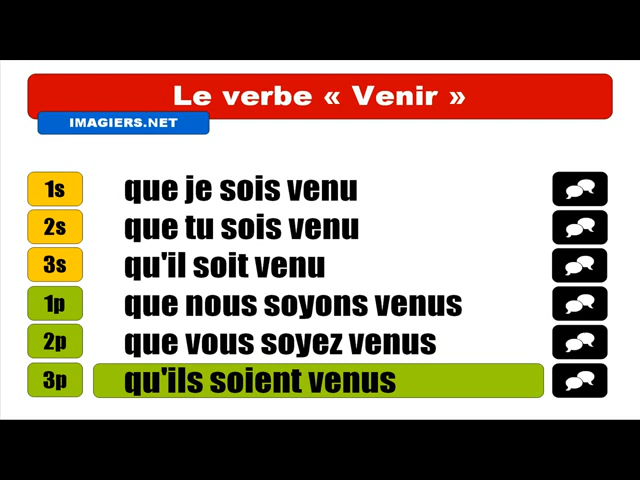 Le verbe « Venir »
IMAGIERS.NET
1s que je sois venu
2s que tu sois venu
3s qu'il soit venu
1p que nous soyons venus
2p que vous soyez venus
3p qu'ils soient venus